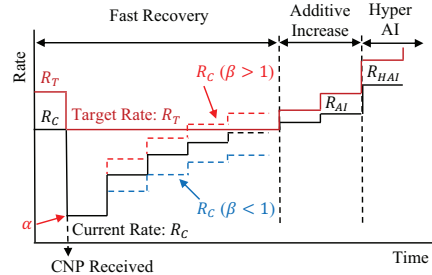 Fast Recovery
Additive
Increase
Hyper
AI
Rate
R_T
R_C
R_C (β > 1)
R_HAI
R_AI
Target Rate: R_T
R_C (β < 1)
α
Current Rate: R_C
Time
CNP Received